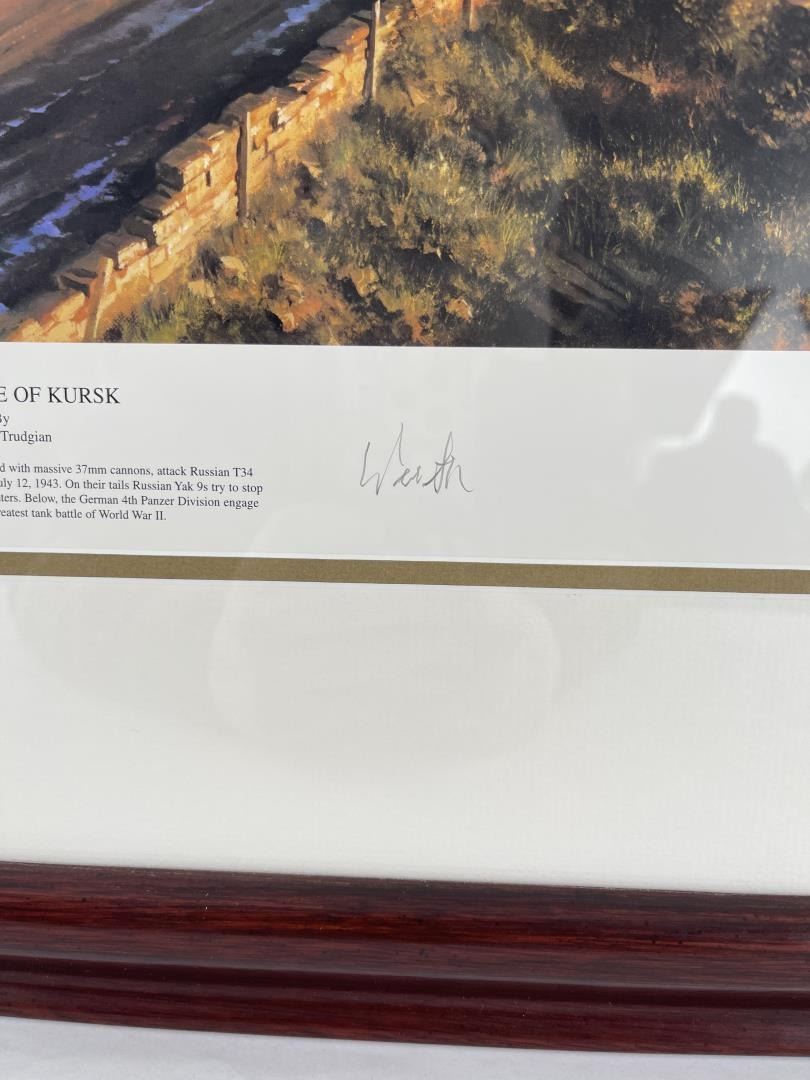 E OF KURSK
By
Trudgian
d with massive 37mm cannons, attack Russian T34
uly 12, 1943. On their tails Russian Yak 9s try to stop
ters. Below, the German 4th Panzer Division engage
reatest tank battle of World War II.